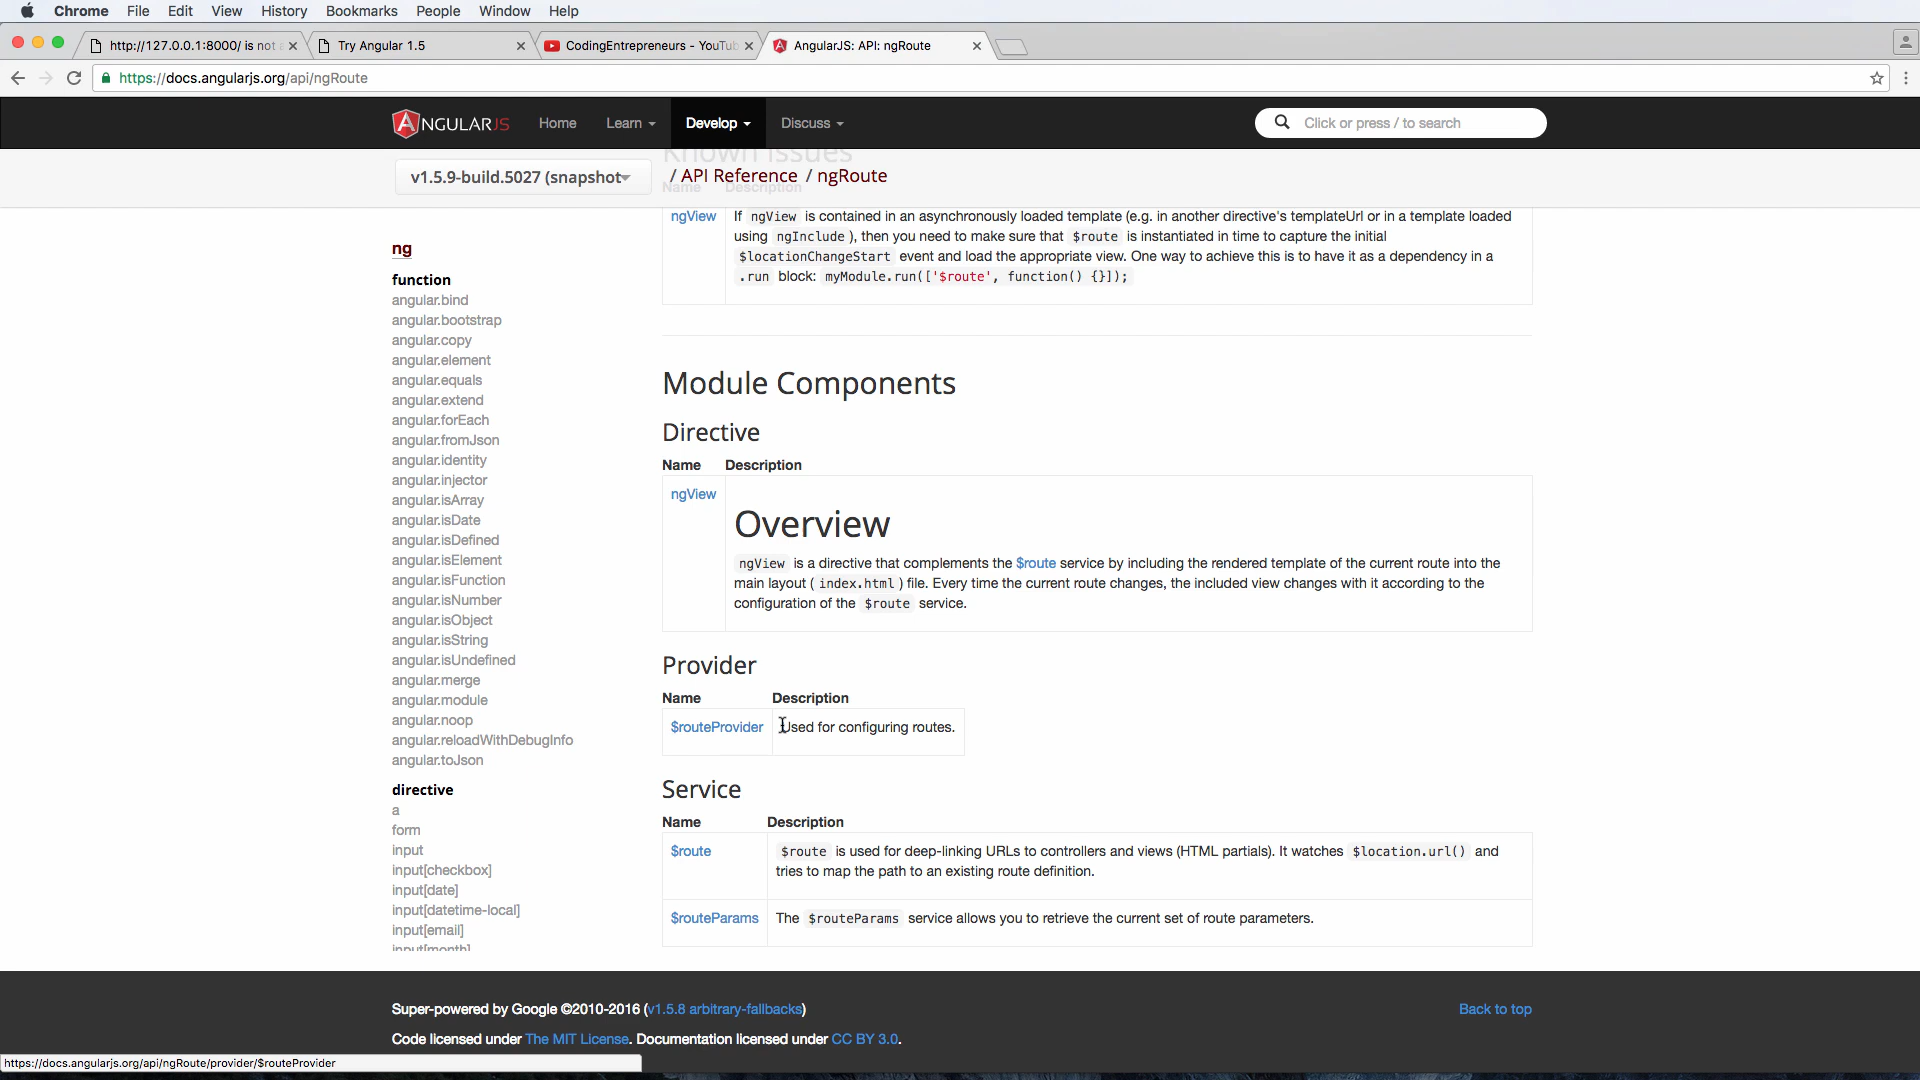 Chrome File Edit View History Bookmarks People Window Help
http://127.0.0.1:8000/ is not
Try Angular 1.5
CodingEntrepreneurs - YouTub
AngularJS: API: ngRoute
https://docs.angularjs.org/api/ngRoute
ANGULARJS Home Learn Develop Discuss Click or press / to search
Known Issues
v1.5.9-build.5027 (snapshot / API Reference / ngRoute
Name Description
ngView If ngView is contained in an asynchronously loaded template (e.g. in another directive's templateUrl or in a template loaded
using ngInclude ), then you need to make sure that $route is instantiated in time to capture the initial
$locationChangeStart event and load the appropriate view. One way to achieve this is to have it as a dependency in a
.run block: myModule.run(['$route', function() {}]);
ng
function
angular.bind
angular.bootstrap
angular.copy
angular.element
angular.equals
angular.extend
angular.forEach
angular.fromJson
angular.identity
angular.injector
angular.isArray
angular.isDate
angular.isDefined
angular.isElement
angular.isFunction
angular.isNumber
angular.isObject
angular.isString
angular.isUndefined
angular.merge
angular.module
angular.noop
angular.reloadWithDebugInfo
angular.toJson
directive
a
form
input
input[checkbox]
input[date]
input[datetime-local]
input[email]
input[month]
Module Components
Directive
Name Description
ngView
Overview
ngView is a directive that complements the $route service by including the rendered template of the current route into the
main layout ( index.html ) file. Every time the current route changes, the included view changes with it according to the
configuration of the $route service.
Provider
Name Description
$routeProvider Used for configuring routes.
Service
Name Description
$route $route is used for deep-linking URLs to controllers and views (HTML partials). It watches $location.url() and
tries to map the path to an existing route definition.
$routeParams The $routeParams service allows you to retrieve the current set of route parameters.
Super-powered by Google ©2010-2016 (v1.5.8 arbitrary-fallbacks) Back to top
Code licensed under The MIT License. Documentation licensed under CC BY 3.0.
https://docs.angularjs.org/api/ngRoute/provider/$routeProvider